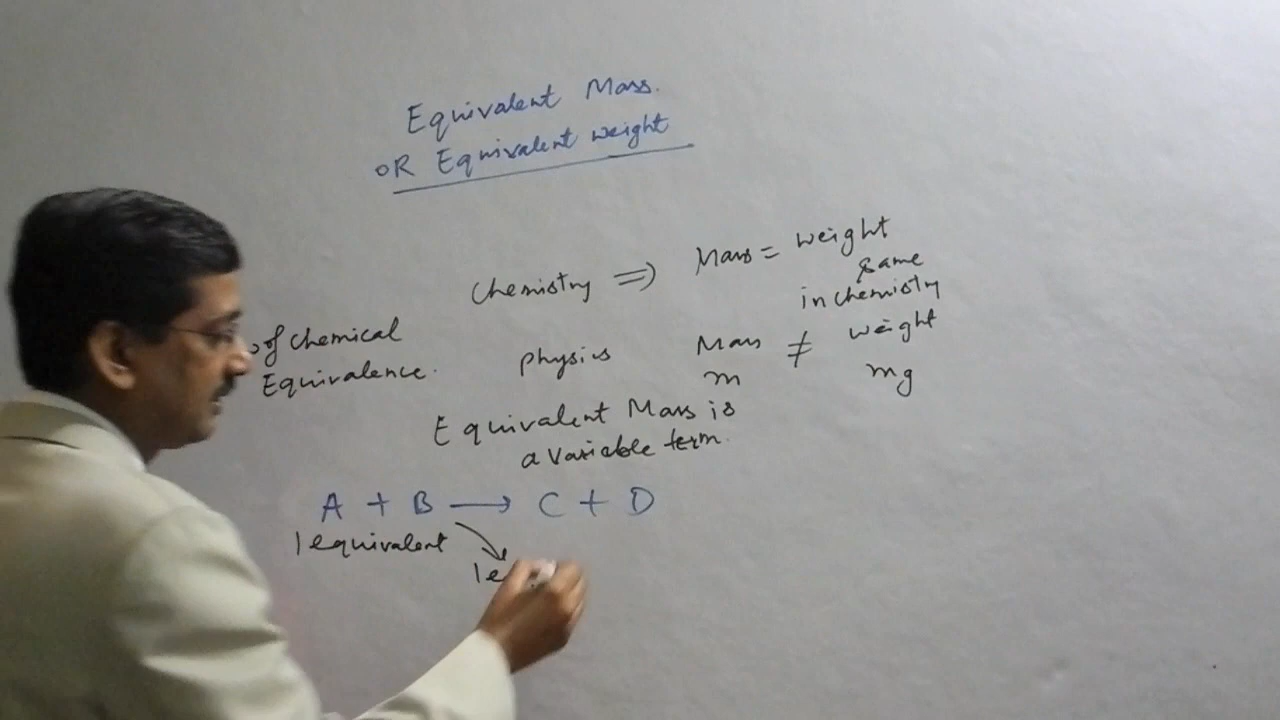 Equivalent Mass.
OR Equivalent weight
Chemistry => Mass = weight
same
in chemistry
of Chemical
Equivalence.
physics Mass ≠ weight
m mg
Equivalent Mass is
a variable term.
A + B → C + D
1 equivalent
1 e